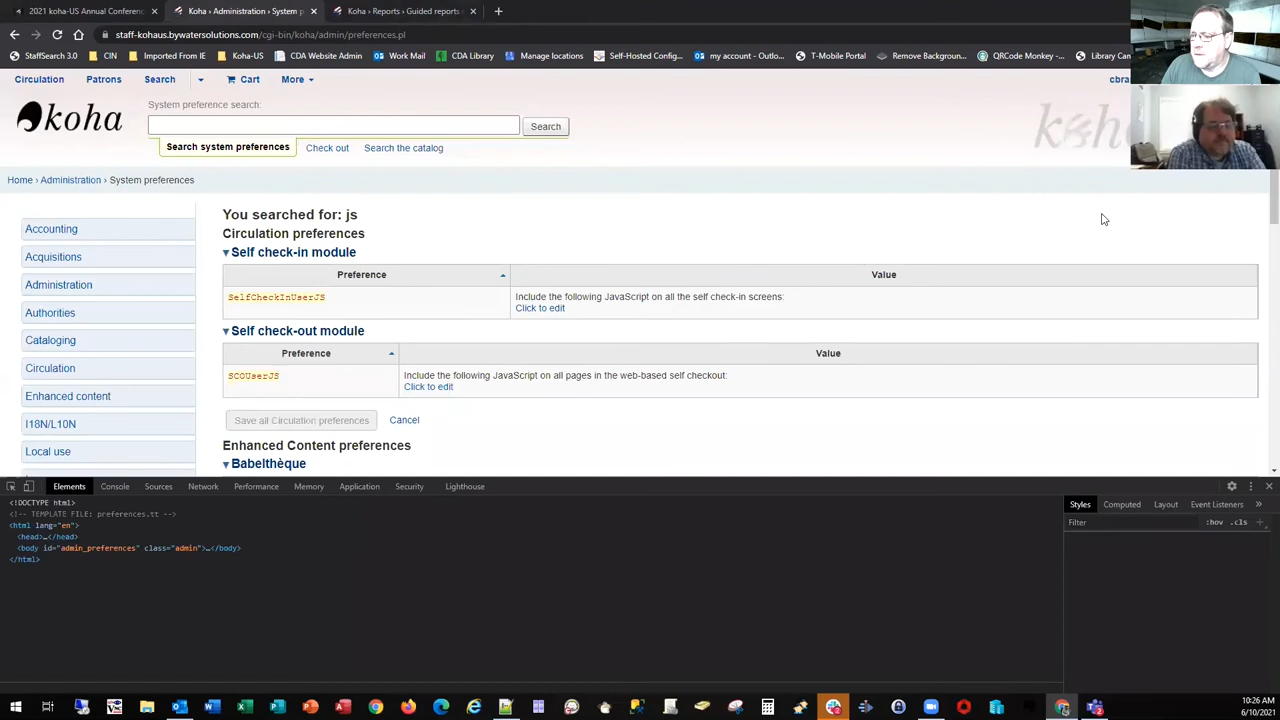 2021 koha-US Annual Conferenc
Koha › Administration › System p
Koha › Reports › Guided reports
staff-kohaus.bywatersolutions.com/cgi-bin/koha/admin/preferences.pl
StaffSearch 3.0
CIN
Imported From IE
Koha-US
CDA Website Admin
Work Mail
CDA Library
Manage locations
Self-Hosted Config...
my account - Outloo...
T-Mobile Portal
Remove Background...
QRCode Monkey -...
Library Can
Circulation
Patrons
Search
Cart
More
cbra
koha
System preference search:
Search
Search system preferences
Check out
Search the catalog
Home › Administration › System preferences
Accounting
Acquisitions
Administration
Authorities
Cataloging
Circulation
Enhanced content
I18N/L10N
Local use
You searched for: js
Circulation preferences
Self check-in module
Preference
Value
SelfCheckInUserJS
Include the following JavaScript on all the self check-in screens:
Click to edit
Self check-out module
Preference
Value
SCOUserJS
Include the following JavaScript on all pages in the web-based self checkout:
Click to edit
Save all Circulation preferences
Cancel
Enhanced Content preferences
Babelthèque
Elements
Console
Sources
Network
Performance
Memory
Application
Security
Lighthouse
<!DOCTYPE html>
<!-- TEMPLATE FILE: preferences.tt -->
<html lang="en">
<head>…</head>
<body id="admin_preferences" class="admin">…</body>
</html>
Styles
Computed
Layout
Event Listeners
Filter
:hov
.cls
10:26 AM
6/10/2021